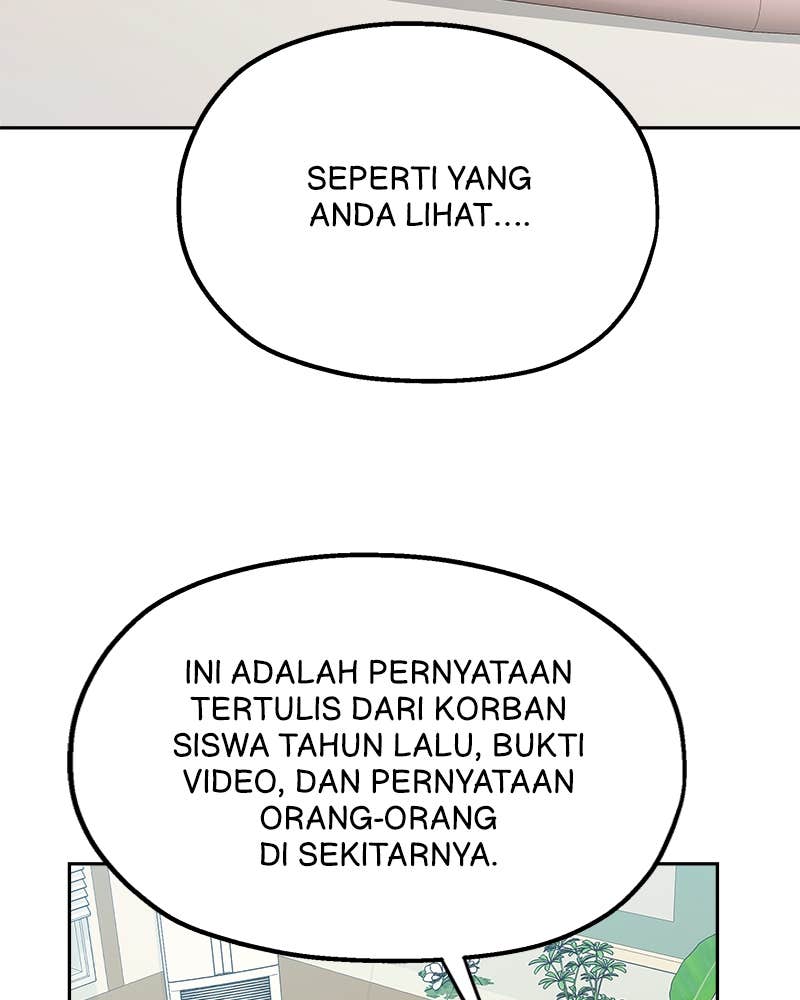 SEPERTI YANG
ANDA LIHAT....
INI ADALAH PERNYATAAN
TERTULIS DARI KORBAN
SISWA TAHUN LALU, BUKTI
VIDEO, DAN PERNYATAAN
ORANG-ORANG
DI SEKITARNYA.